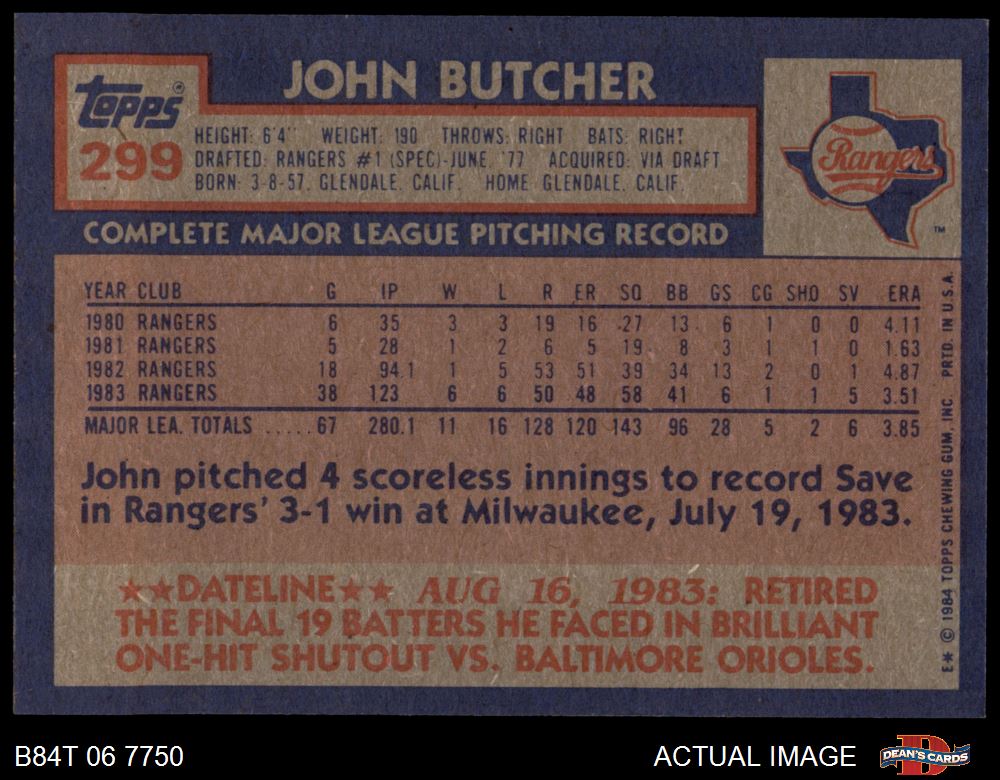 JOHN BUTCHER
Topps®
299
HEIGHT: 6'4" WEIGHT: 190 THROWS: RIGHT BATS: RIGHT
DRAFTED: RANGERS #1 (SPEC)-JUNE, '77 ACQUIRED: VIA DRAFT
BORN: 3-8-57, GLENDALE, CALIF. HOME GLENDALE, CALIF.
Rangers
TM
COMPLETE MAJOR LEAGUE PITCHING RECORD
YEAR CLUB G IP W L R ER SO BB GS CG SHO SV ERA
1980 RANGERS 6 35 3 3 19 16 27 13 6 1 0 0 4.11
1981 RANGERS 5 28 1 2 6 5 19 8 3 1 1 0 1.63
1982 RANGERS 18 94.1 1 5 53 51 39 34 13 2 0 1 4.87
1983 RANGERS 38 123 6 6 50 48 58 41 6 1 1 5 3.51
MAJOR LEA. TOTALS .....67 280.1 11 16 128 120 143 96 28 5 2 6 3.85
John pitched 4 scoreless innings to record Save
in Rangers' 3-1 win at Milwaukee, July 19, 1983.
★★DATELINE★★ AUG 16, 1983: RETIRED
THE FINAL 19 BATTERS HE FACED IN BRILLIANT
ONE-HIT SHUTOUT VS. BALTIMORE ORIOLES.
E* © 1984 TOPPS CHEWING GUM, INC. PRTD. IN U.S.A.
B84T 06 7750
ACTUAL IMAGE
D
DEAN'S CARDS